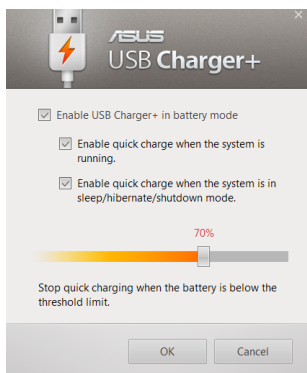 ASUS
USB Charger+
Enable USB Charger+ in battery mode
Enable quick charge when the system is
running.
Enable quick charge when the system is in
sleep/hibernate/shutdown mode.
70%
Stop quick charging when the battery is below the
threshold limit.
OK
Cancel